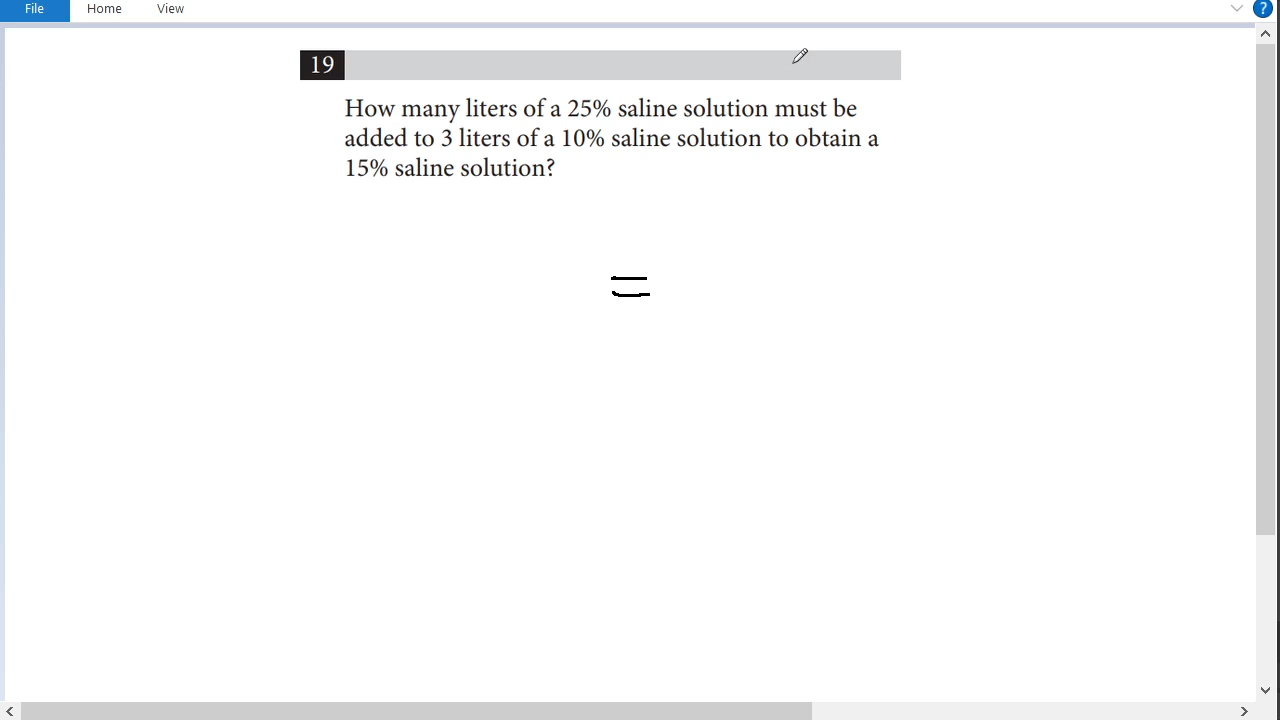 File Home View
?
19
How many liters of a 25% saline solution must be
added to 3 liters of a 10% saline solution to obtain a
15% saline solution?
=